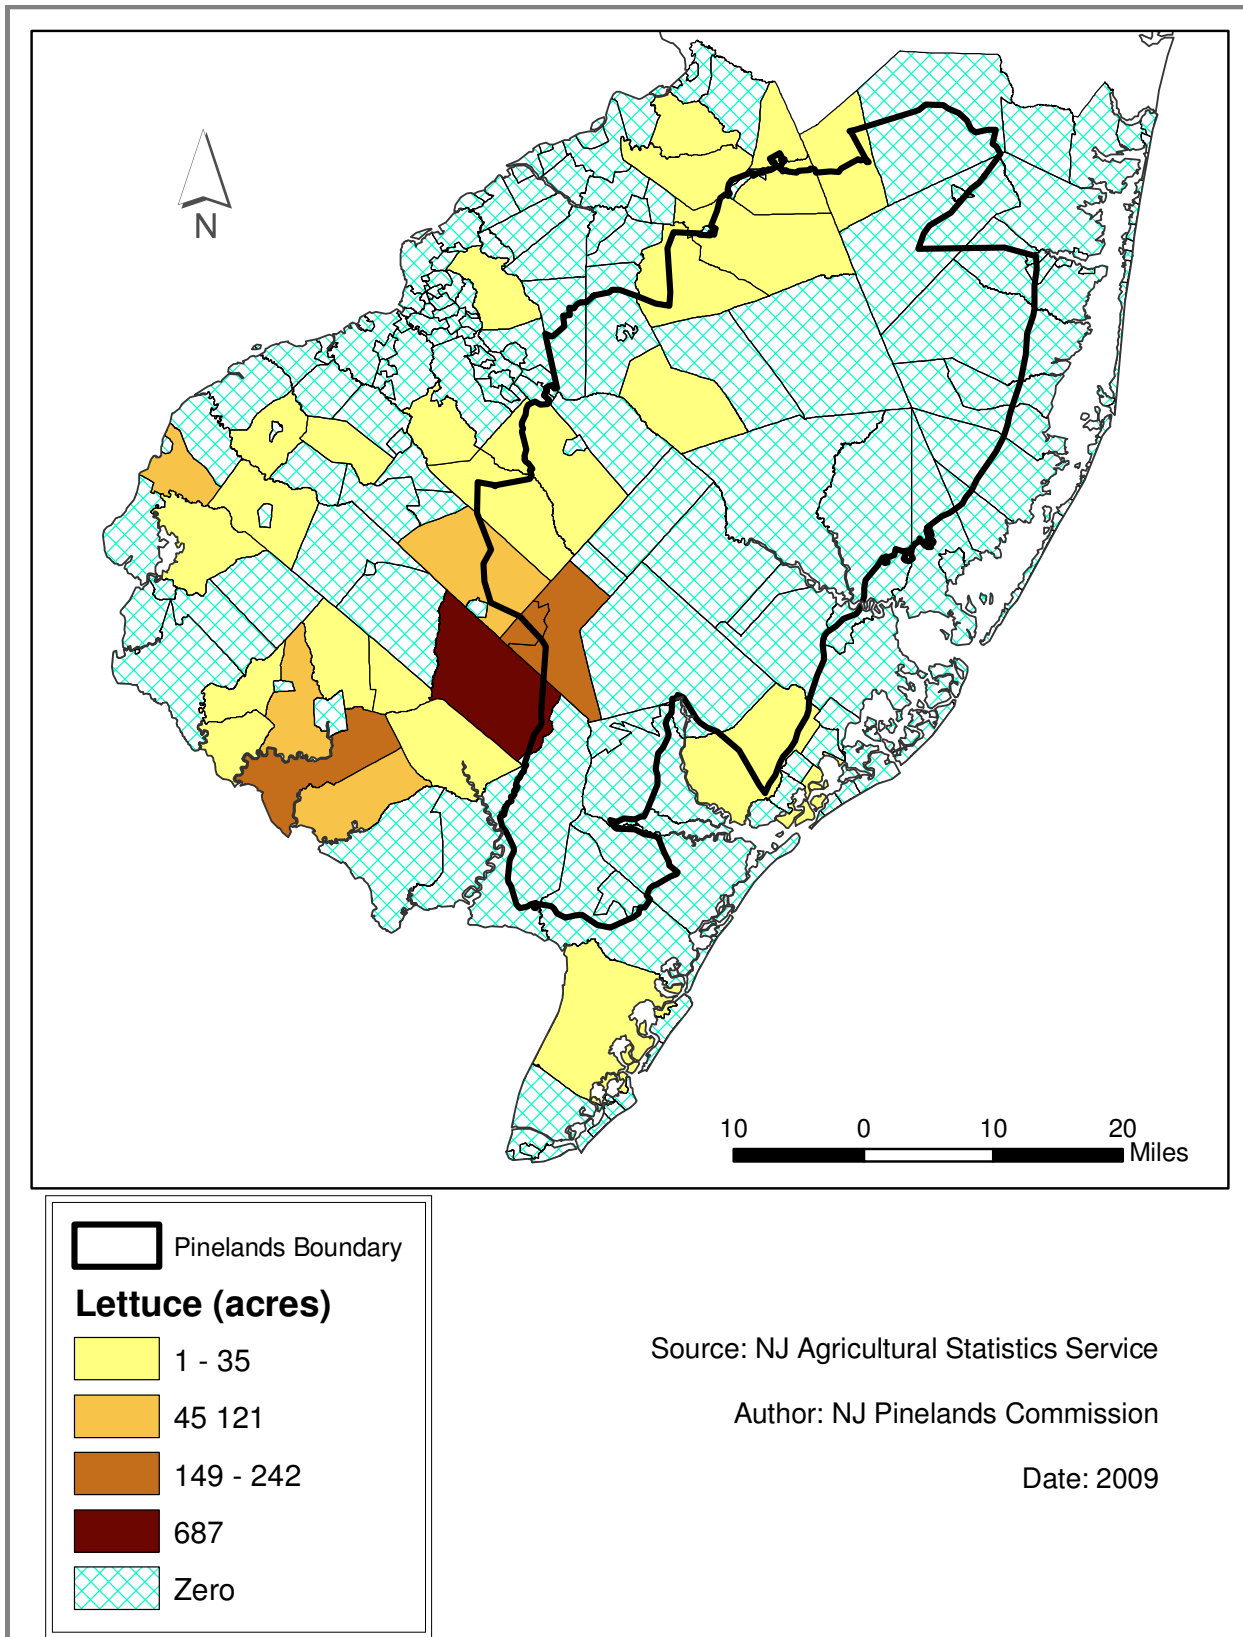 N
10 0 10 20
Miles
Pinelands Boundary
Lettuce (acres)
1 - 35
45 121
149 - 242
687
Zero
Source: NJ Agricultural Statistics Service
Author: NJ Pinelands Commission
Date: 2009